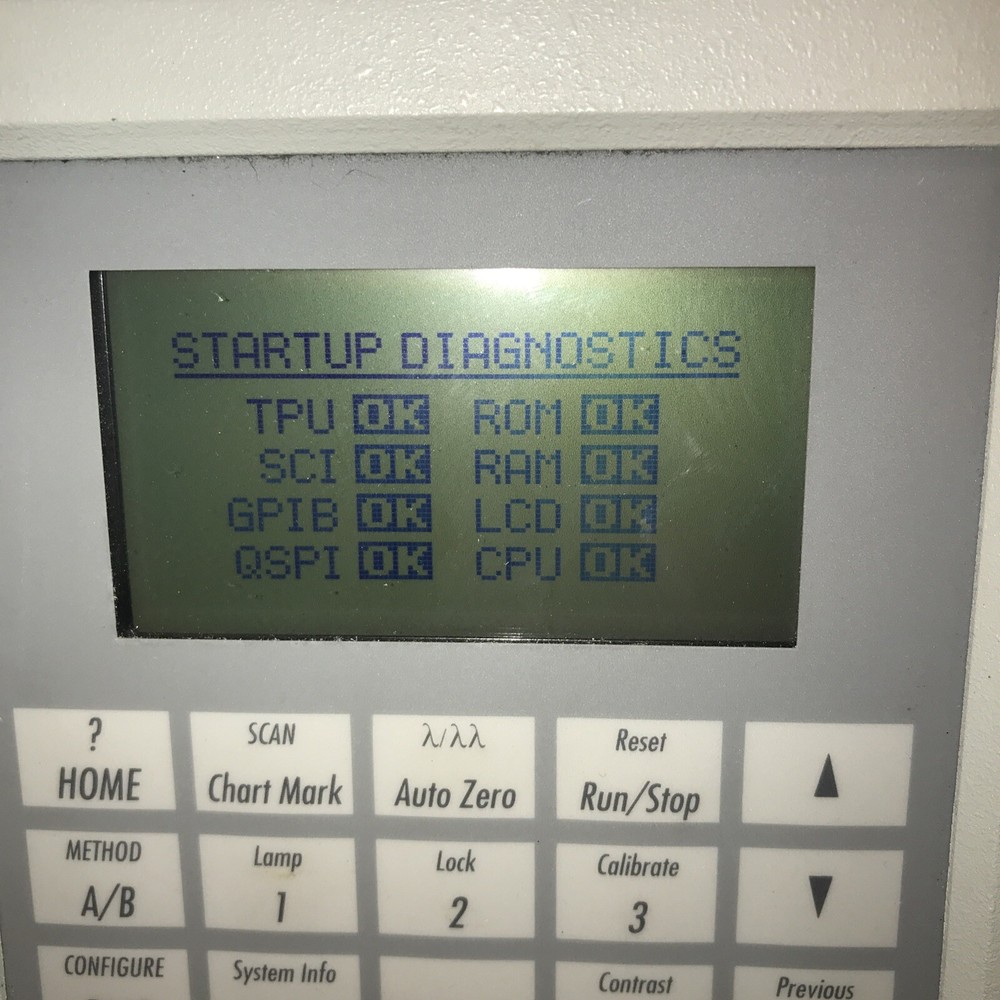 STARTUP DIAGNOSTICS
TPU OK ROM OK
SCI OK RAM OK
GPIB OK LCD OK
QSPI OK CPU OK
? SCAN λ/λλ Reset
HOME Chart Mark Auto Zero Run/Stop ▲
METHOD Lamp Lock Calibrate
A/B 1 2 3 ▼
CONFIGURE System Info Contrast Previous